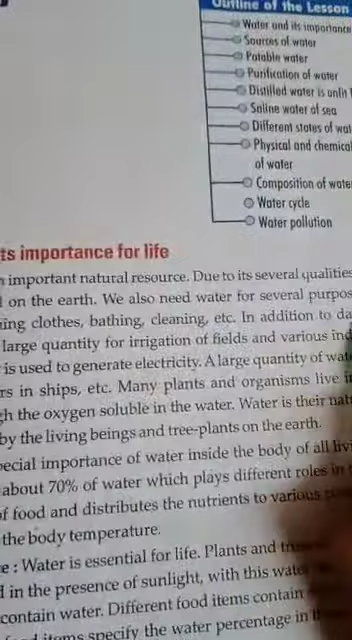 Outline of the Lesson
Water and its importance
Sources of water
Potable water
Purification of water
Distilled water is unfit
Saline water of sea
Different states of wat
Physical and chemical
of water
Composition of wate
Water cycle
Water pollution
ts importance for life
important natural resource. Due to its several qualities
on the earth. We also need water for several purpos
ing clothes, bathing, cleaning, etc. In addition to da
large quantity for irrigation of fields and various ind
is used to generate electricity. A large quantity of wat
rs in ships, etc. Many plants and organisms live i
gh the oxygen soluble in the water. Water is their nat
by the living beings and tree-plants on the earth.
ecial importance of water inside the body of all livi
about 70% of water which plays different roles in
of food and distributes the nutrients to various
the body temperature.
e : Water is essential for life. Plants and
in the presence of sunlight, with this wate
contain water. Different food items contain
items specify the water percentage in